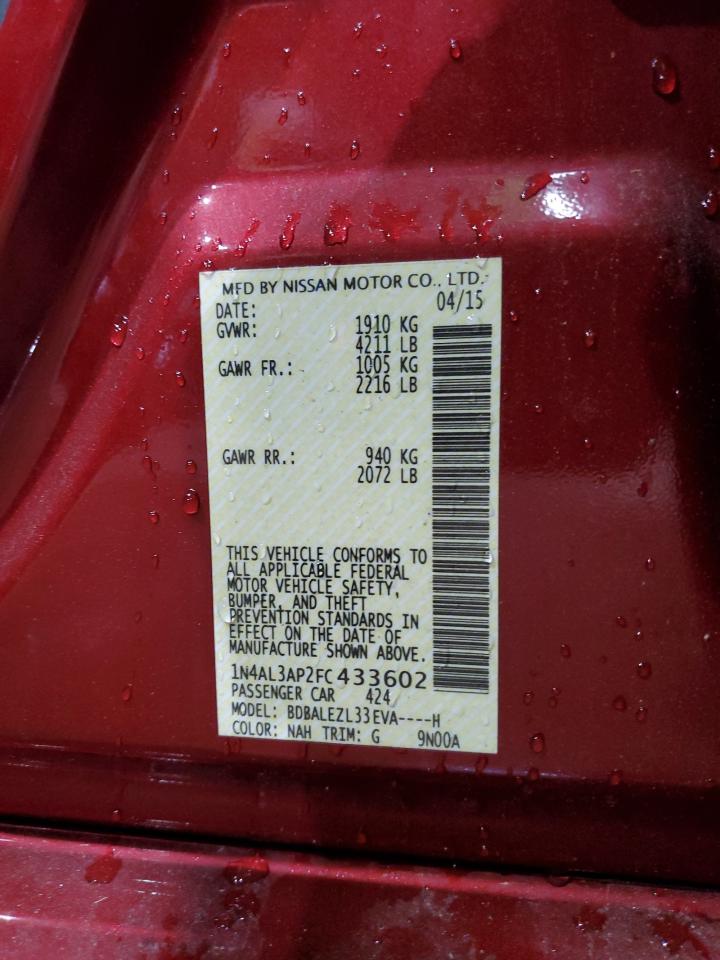 MFD BY NISSAN MOTOR CO., LTD.
DATE: 04/15
GVWR: 1910 KG
4211 LB
GAWR FR.: 1005 KG
2216 LB
GAWR RR.: 940 KG
2072 LB
THIS VEHICLE CONFORMS TO
ALL APPLICABLE FEDERAL
MOTOR VEHICLE SAFETY,
BUMPER, AND THEFT
PREVENTION STANDARDS IN
EFFECT ON THE DATE OF
MANUFACTURE SHOWN ABOVE.
1N4AL3AP2FC433602
PASSENGER CAR 424
MODEL: BDBALEZL33EVA----H
COLOR: NAH TRIM: G 9N00A